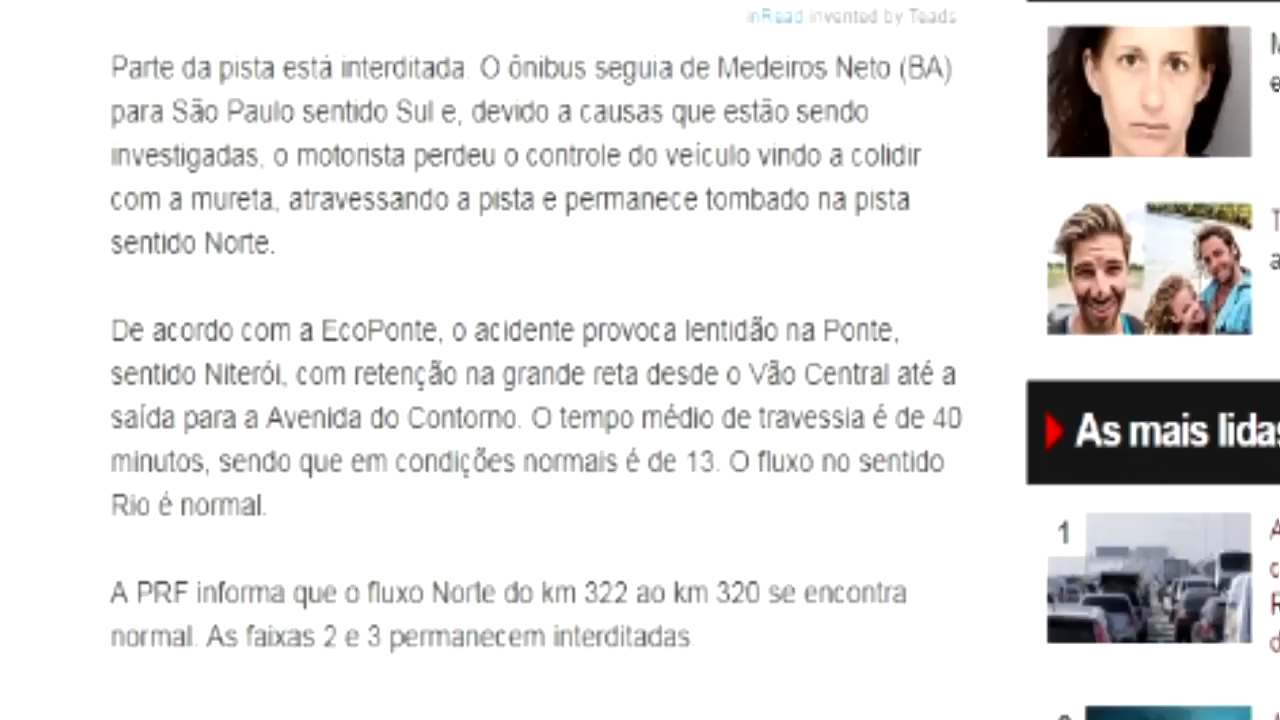 inRead invented by Teads
Parte da pista está interditada. O ônibus seguia de Medeiros Neto (BA)
para São Paulo sentido Sul e, devido a causas que estão sendo
investigadas, o motorista perdeu o controle do veículo vindo a colidir
com a mureta, atravessando a pista e permanece tombado na pista
sentido Norte.
De acordo com a EcoPonte, o acidente provoca lentidão na Ponte,
sentido Niterói, com retenção na grande reta desde o Vão Central até a
saída para a Avenida do Contorno. O tempo médio de travessia é de 40
minutos, sendo que em condições normais é de 13. O fluxo no sentido
Rio é normal.
A PRF informa que o fluxo Norte do km 322 ao km 320 se encontra
normal. As faixas 2 e 3 permanecem interditadas.
As mais lidas
1